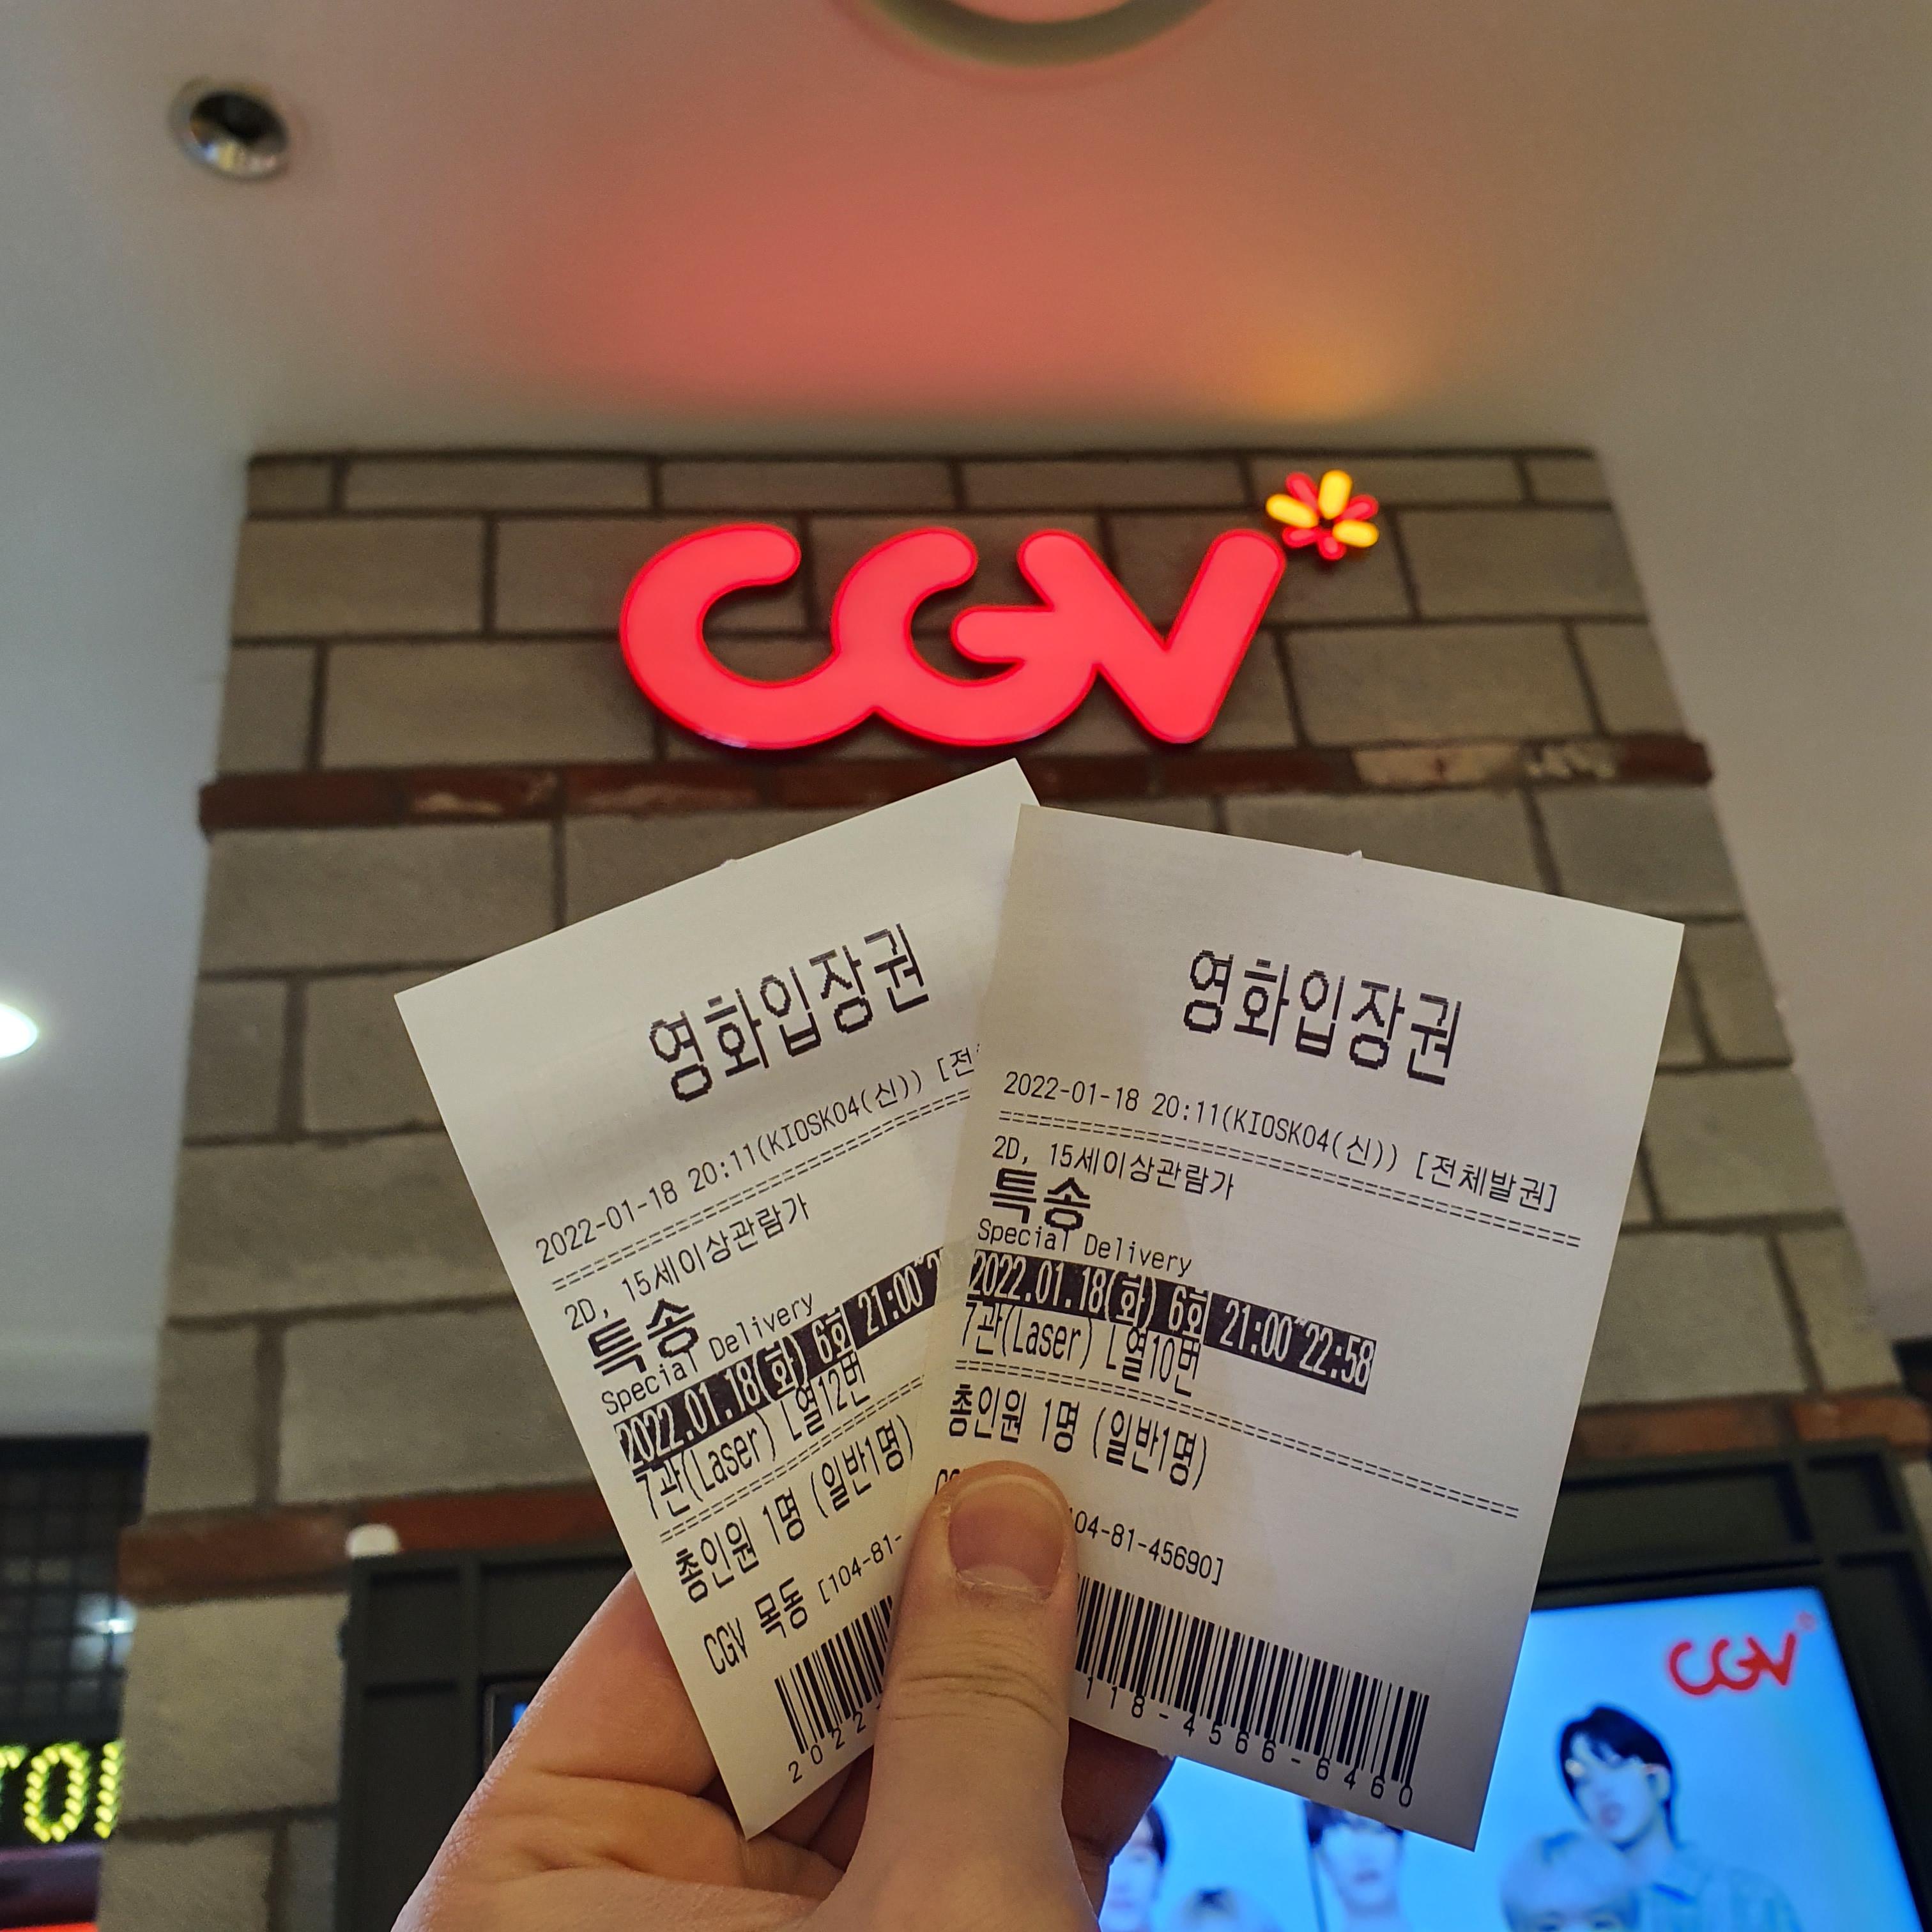 CGV
영화입장권
2022-01-18 20:11(KIOSK04(신)) [전
2D, 15세이상관람가
특송
Special Delivery
2022.01.18(화) 6회 21:00~2
7관(Laser) L열12번
총인원 1명 (일반1명)
CGV 목동 [104-81-
2022-
영화입장권
2022-01-18 20:11(KIOSK04(신)) [전체발권]
2D, 15세이상관람가
특송
Special Delivery
2022.01.18(화) 6회 21:00~22:58
7관(Laser) L열10번
총인원 1명 (일반1명)
104-81-45690]
118-4566-6460
CGV